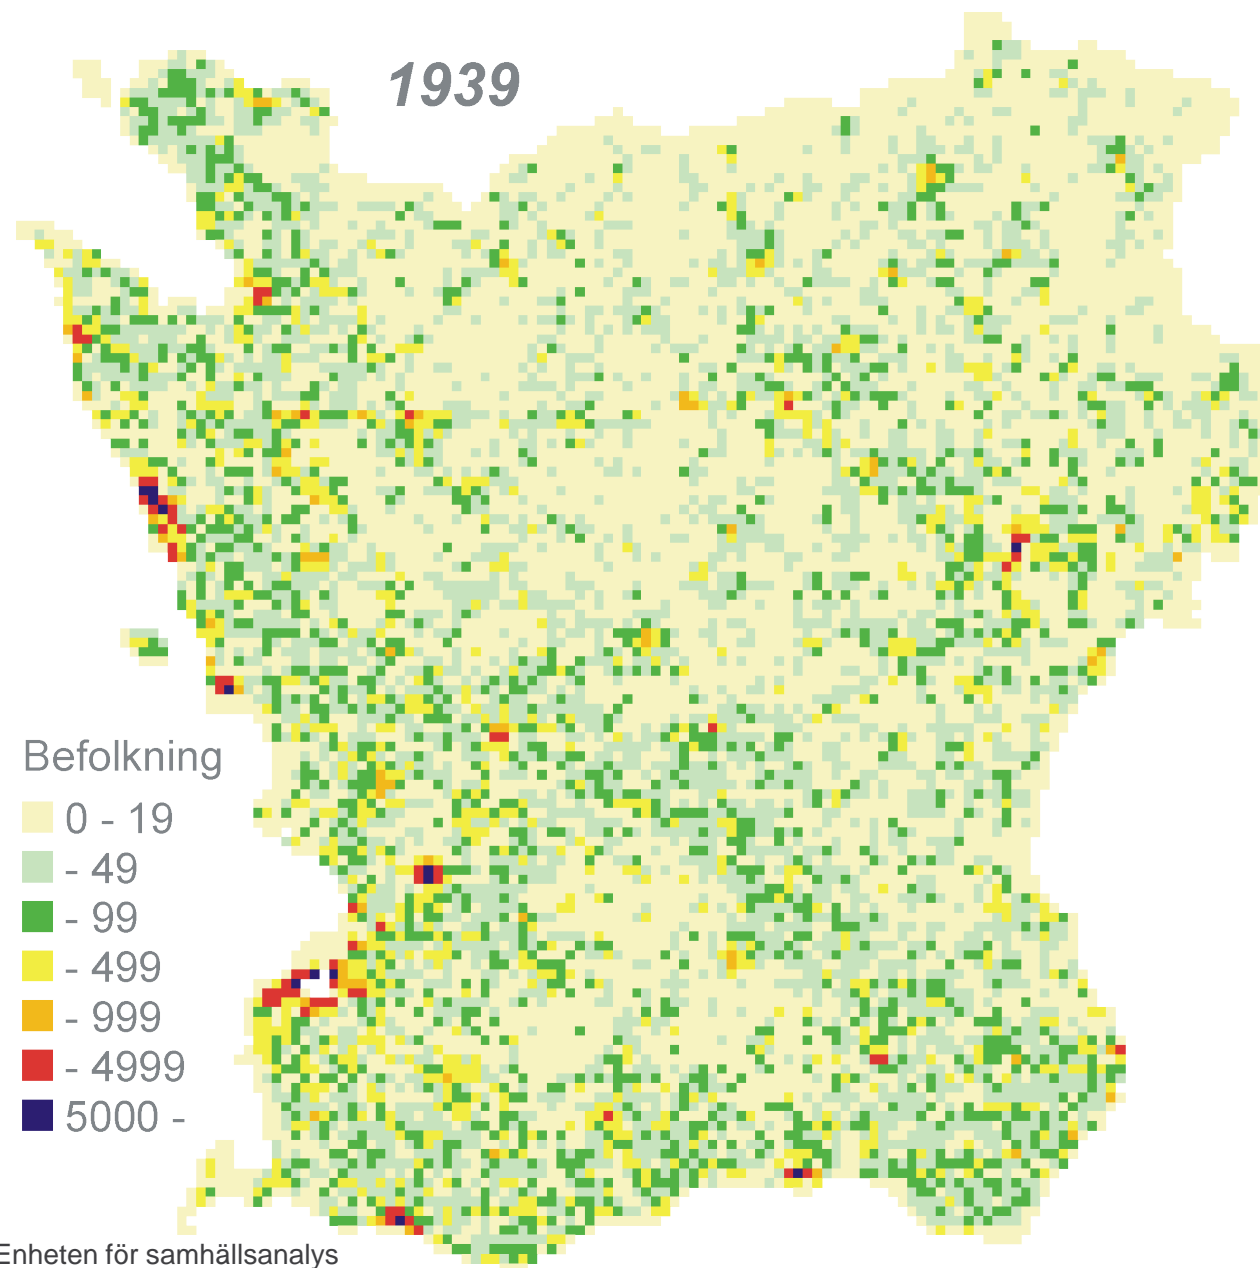 1939
Befolkning
0 - 19
- 49
- 99
- 499
- 999
- 4999
5000 -
Enheten för samhällsanalys